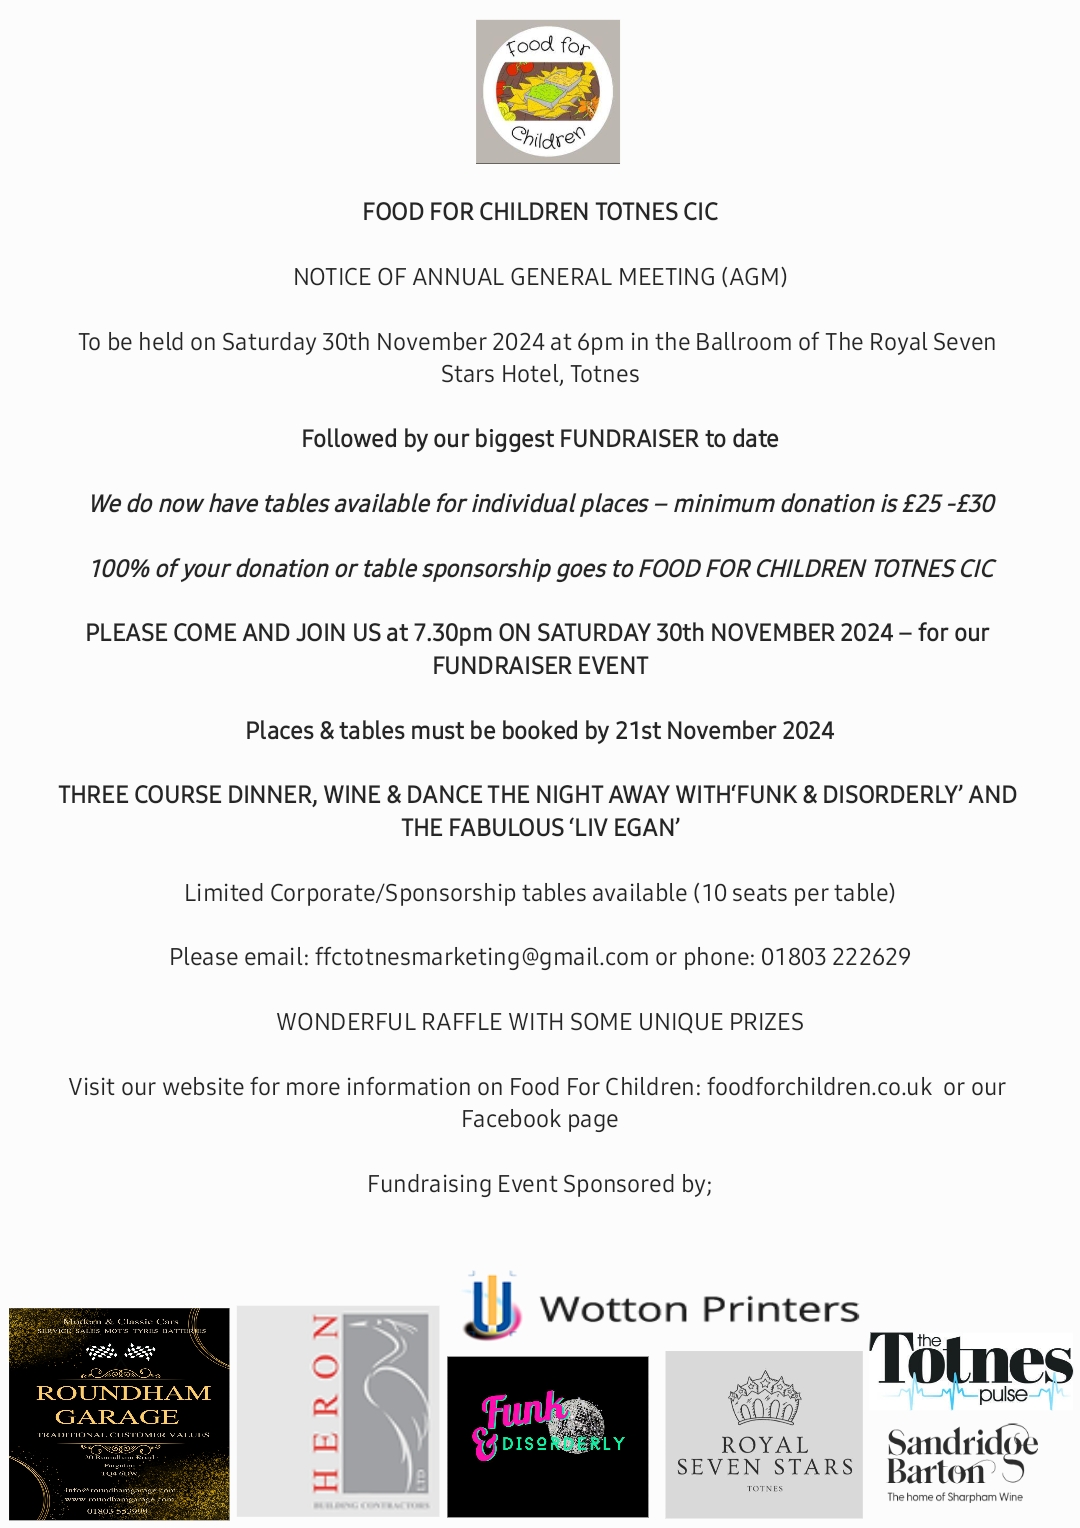 Food for
Children
FOOD FOR CHILDREN TOTNES CIC
NOTICE OF ANNUAL GENERAL MEETING (AGM)
To be held on Saturday 30th November 2024 at 6pm in the Ballroom of The Royal Seven
Stars Hotel, Totnes
Followed by our biggest FUNDRAISER to date
We do now have tables available for individual places – minimum donation is £25 -£30
100% of your donation or table sponsorship goes to FOOD FOR CHILDREN TOTNES CIC
PLEASE COME AND JOIN US at 7.30pm ON SATURDAY 30th NOVEMBER 2024 – for our
FUNDRAISER EVENT
Places & tables must be booked by 21st November 2024
THREE COURSE DINNER, WINE & DANCE THE NIGHT AWAY WITH‘FUNK & DISORDERLY’ AND
THE FABULOUS ‘LIV EGAN’
Limited Corporate/Sponsorship tables available (10 seats per table)
Please email: ffctotnesmarketing@gmail.com or phone: 01803 222629
WONDERFUL RAFFLE WITH SOME UNIQUE PRIZES
Visit our website for more information on Food For Children: foodforchildren.co.uk  or our
Facebook page
Fundraising Event Sponsored by;
Modern & Classic Cars
SERVICE SALES MOT'S TYRES BATTERIES
ROUNDHAM
GARAGE
TRADITIONAL CUSTOMER VALUES
Roundham Road
Paignton
info@roundhamgarage.com
www.roundhamgarage.com
HERON
LTD
BUILDING CONTRACTORS
Wotton Printers
Funk
& DISORDERLY
ROYAL
SEVEN STARS
TOTNES
the
Totnes
pulse
Sandridge
Barton
The home of Sharpham Wine